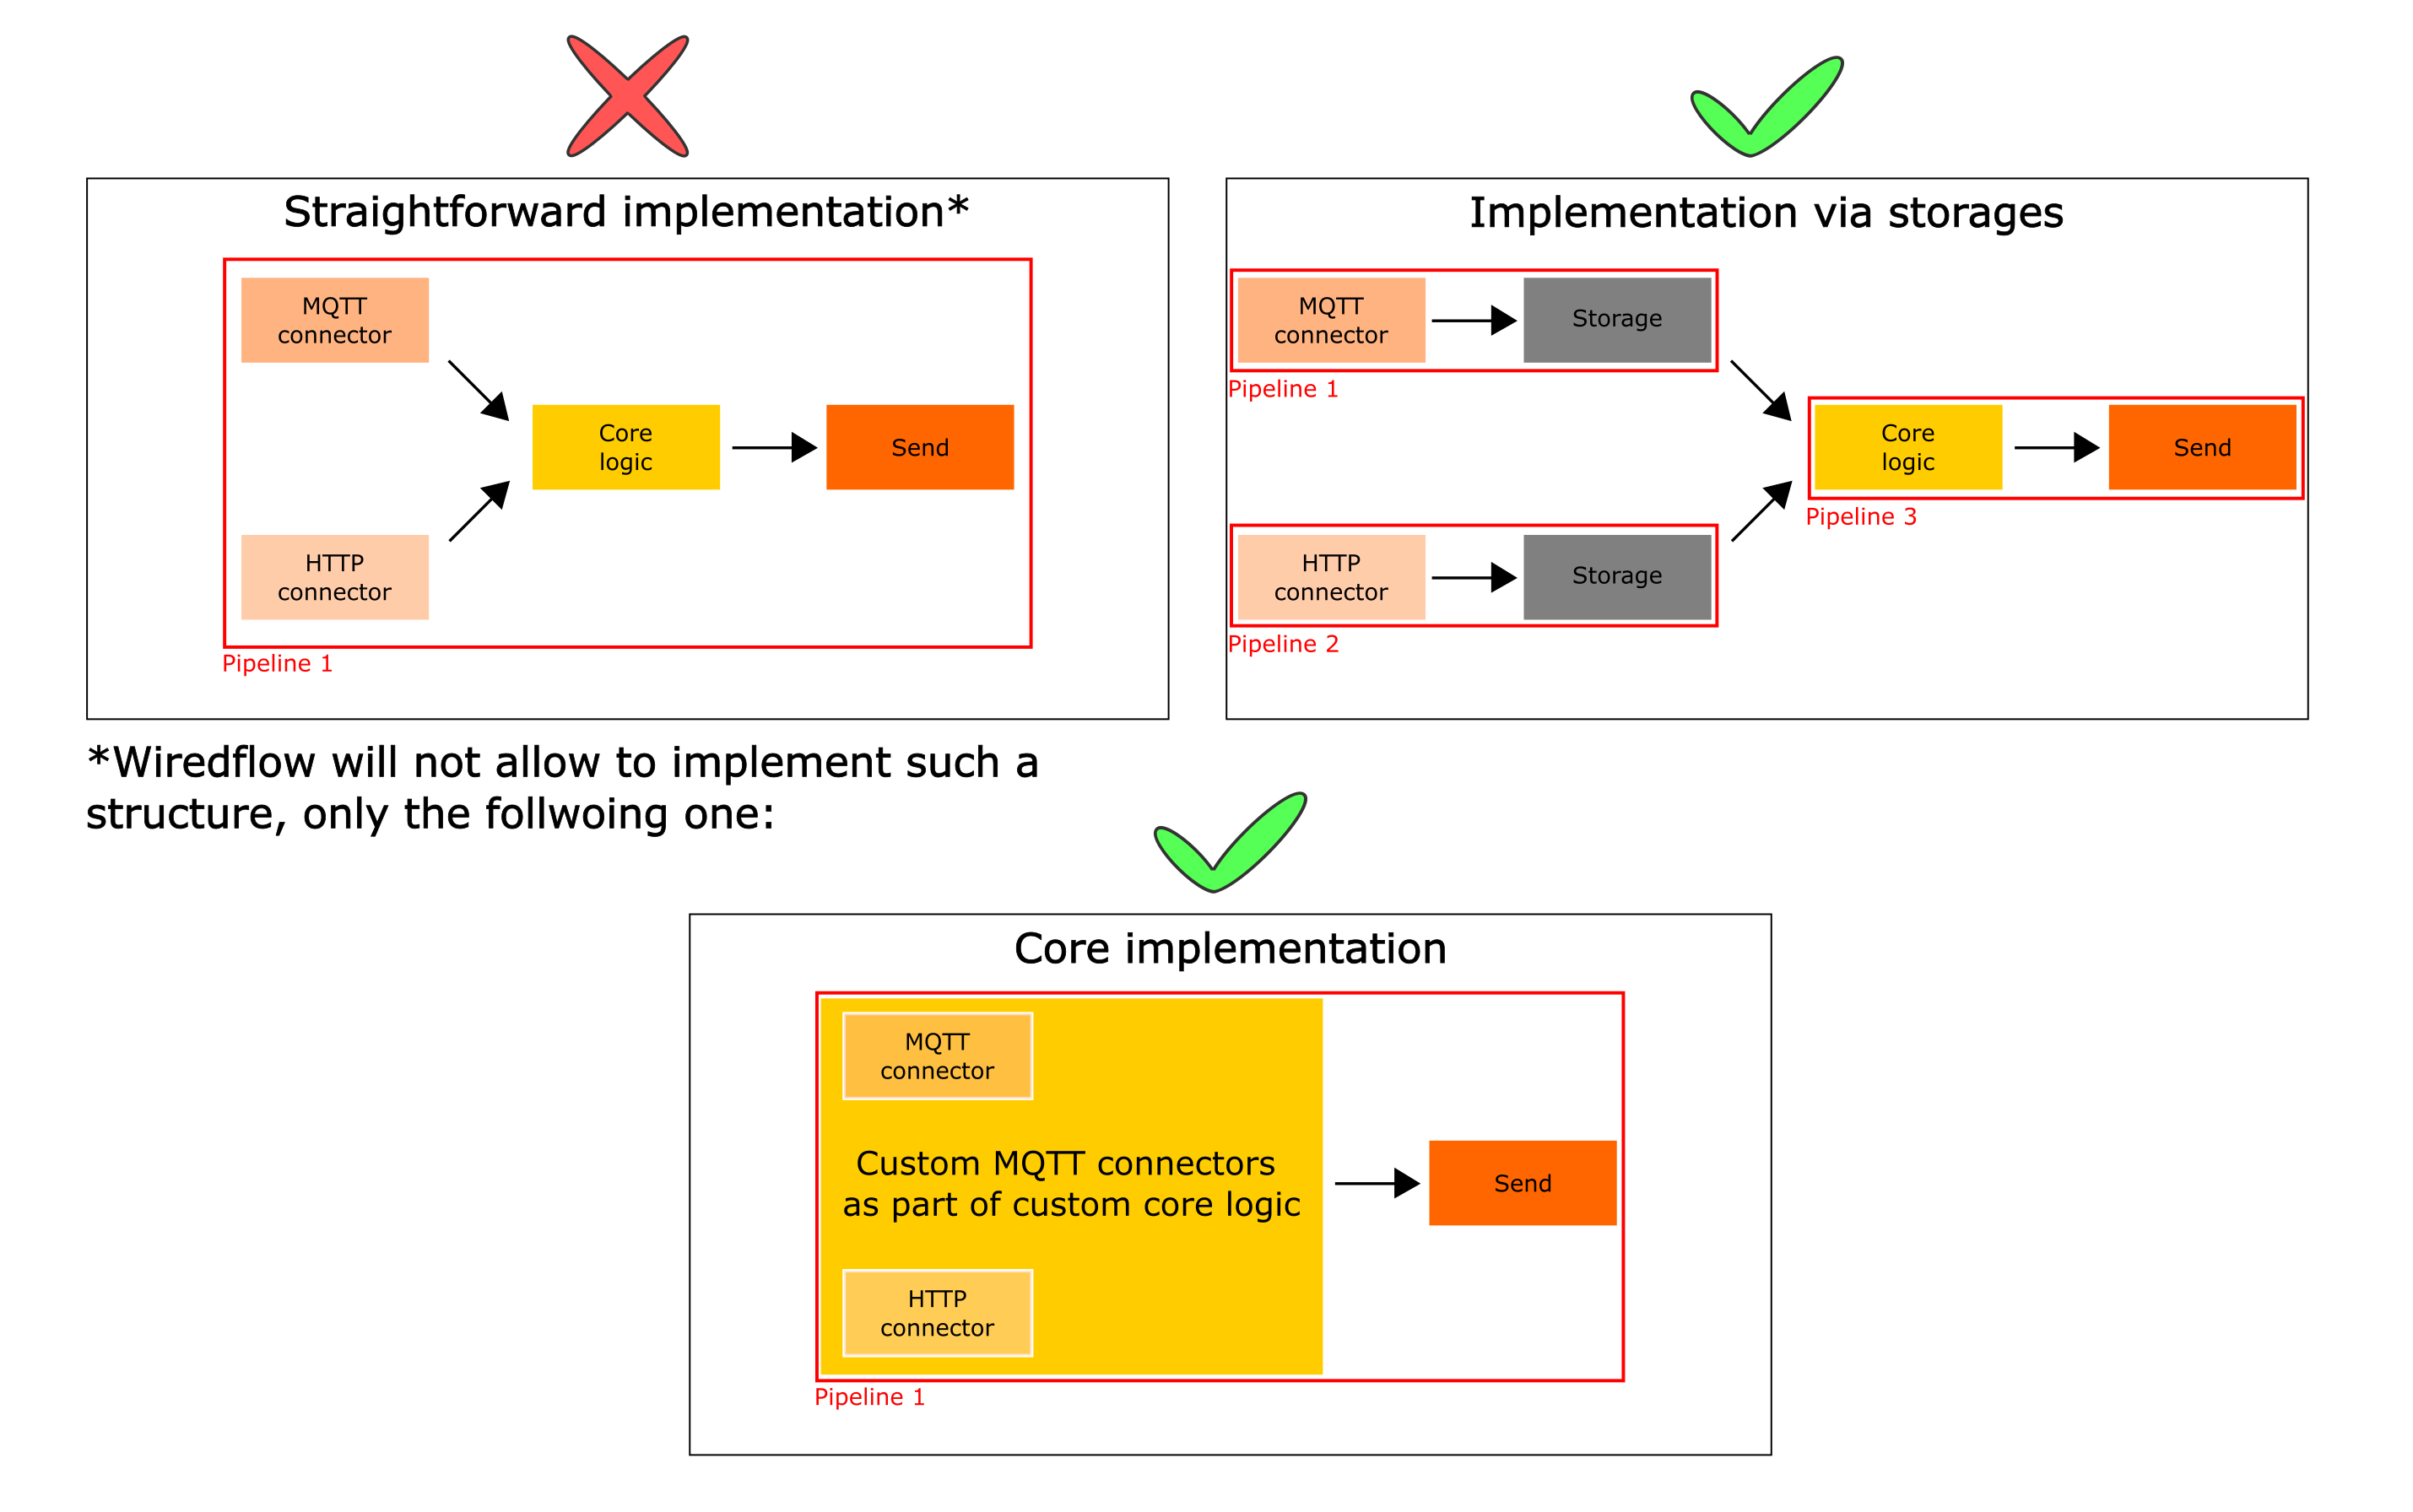 Straightforward implementation*
MQTT
connector
Core
logic
Send
HTTP
connector
Pipeline 1
Implementation via storages
MQTT
connector
Storage
Pipeline 1
Core
logic
Send
Pipeline 3
HTTP
connector
Storage
Pipeline 2
*Wiredflow will not allow to implement such a
structure, only the follwoing one:
Core implementation
MQTT
connector
Custom MQTT connectors
as part of custom core logic
Send
HTTP
connector
Pipeline 1